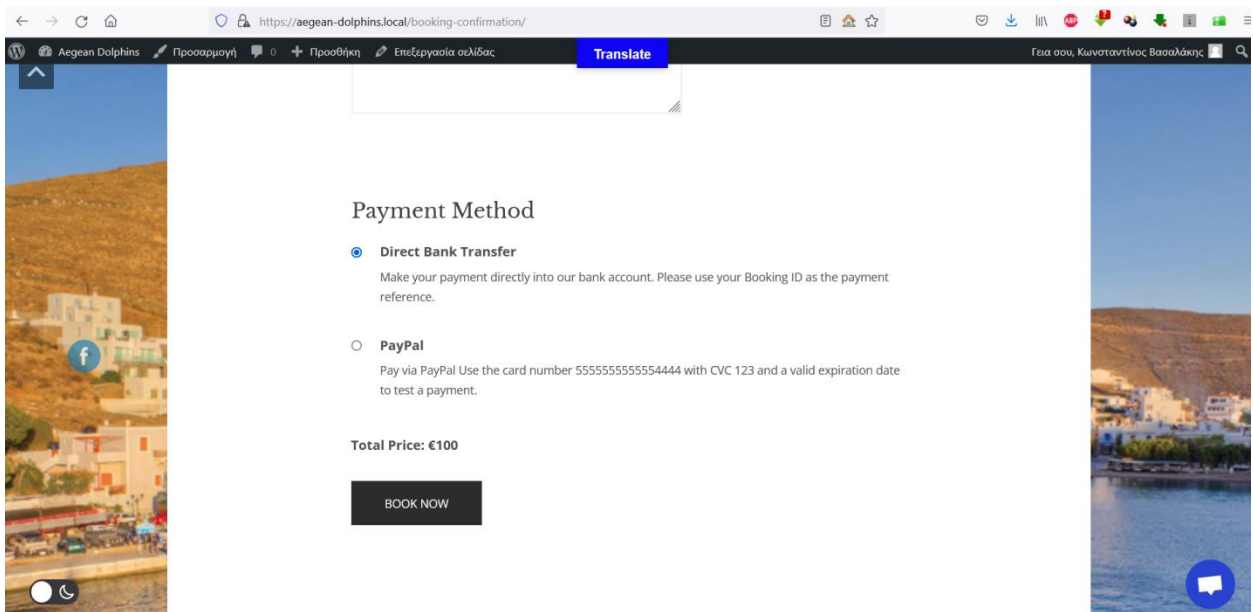 https://aegean-dolphins.local/booking-confirmation/
ABP
?
Aegean Dolphins Προσαρμογή 0 Προσθήκη Επεξεργασία σελίδας Translate Γεια σου, Κωνσταντίνος Βασαλάκης
Payment Method
Direct Bank Transfer
Make your payment directly into our bank account. Please use your Booking ID as the payment
reference.
f
PayPal
Pay via PayPal Use the card number 5555555555554444 with CVC 123 and a valid expiration date
to test a payment.
Total Price: €100
BOOK NOW